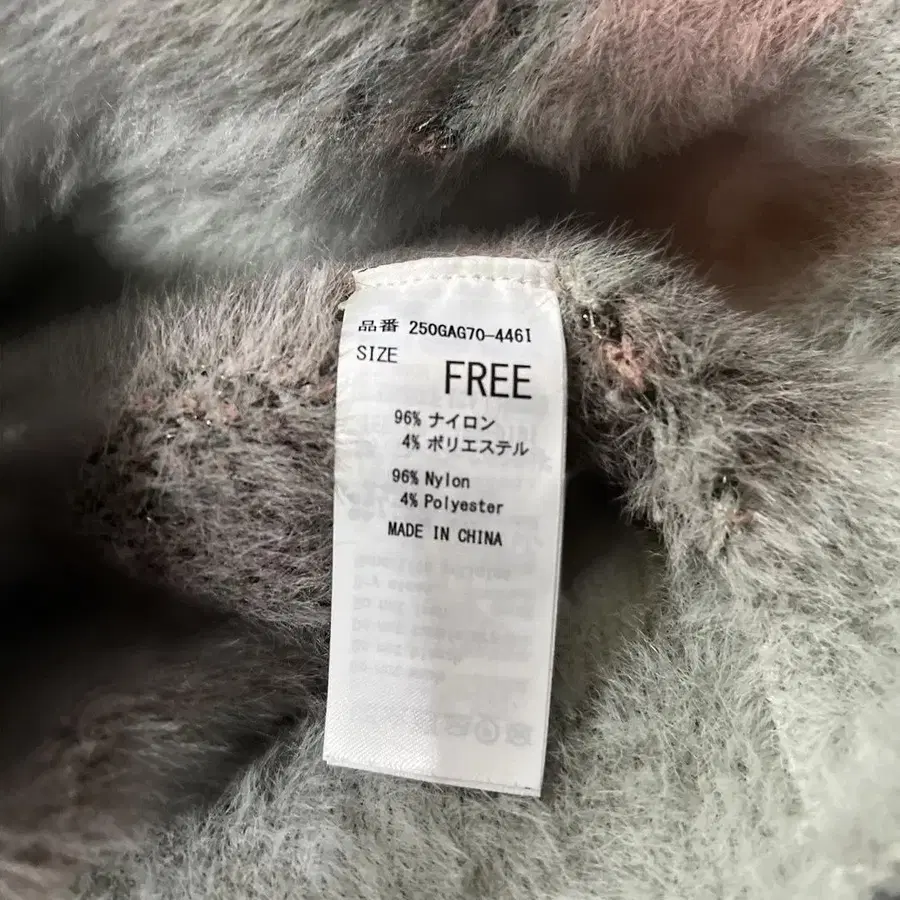 品番 250GAG70-446I
SIZE
FREE
96% ナイロン
4% ポリエステル
96% Nylon
4% Polyester
MADE IN CHINA